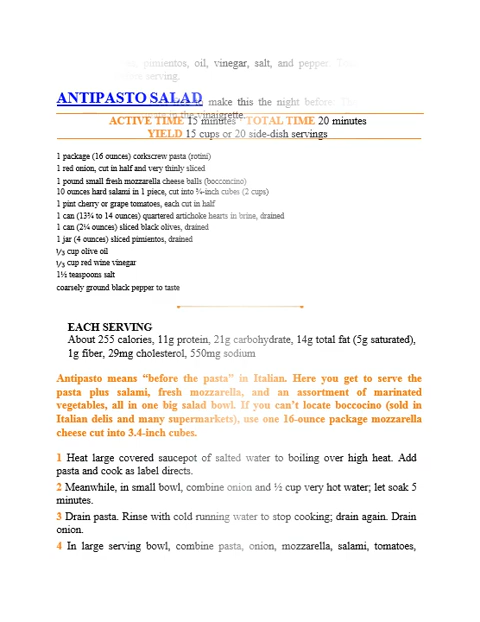 pimientos, oil, vinegar, salt, and pepper.
serving.
ANTIPASTO SALAD
make this the night before.
in the vinaigrette.
ACTIVE TIME 15 minutes · TOTAL TIME 20 minutes
YIELD 15 cups or 20 side-dish servings
1 package (16 ounces) corkscrew pasta (rotini)
1 red onion, cut in half and very thinly sliced
1 pound small fresh mozzarella cheese balls (bocconcino)
10 ounces hard salami in 1 piece, cut into ¾-inch cubes (2 cups)
1 pint cherry or grape tomatoes, each cut in half
1 can (13¾ to 14 ounces) quartered artichoke hearts in brine, drained
1 can (2¼ ounces) sliced black olives, drained
1 jar (4 ounces) sliced pimientos, drained
⅓ cup olive oil
⅓ cup red wine vinegar
1½ teaspoons salt
coarsely ground black pepper to taste
EACH SERVING
About 255 calories, 11g protein, 21g carbohydrate, 14g total fat (5g saturated),
1g fiber, 29mg cholesterol, 550mg sodium
Antipasto means “before the pasta” in Italian. Here you get to serve the
pasta plus salami, fresh mozzarella, and an assortment of marinated
vegetables, all in one big salad bowl. If you can’t locate boccocino (sold in
Italian delis and many supermarkets), use one 16-ounce package mozzarella
cheese cut into 3.4-inch cubes.
1 Heat large covered saucepot of salted water to boiling over high heat. Add
pasta and cook as label directs.
2 Meanwhile, in small bowl, combine onion and ½ cup very hot water; let soak 5
minutes.
3 Drain pasta. Rinse with cold running water to stop cooking; drain again. Drain
onion.
4 In large serving bowl, combine pasta, onion, mozzarella, salami, tomatoes,